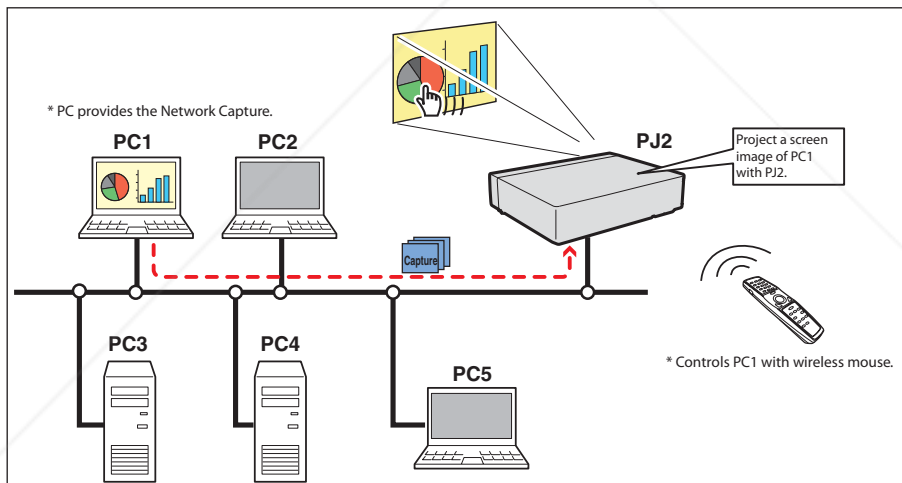 * PC provides the Network Capture.
PC1
PC2
PJ2
Project a screen
image of PC1
with PJ2.
Capture
PC3
PC4
PC5
* Controls PC1 with wireless mouse.